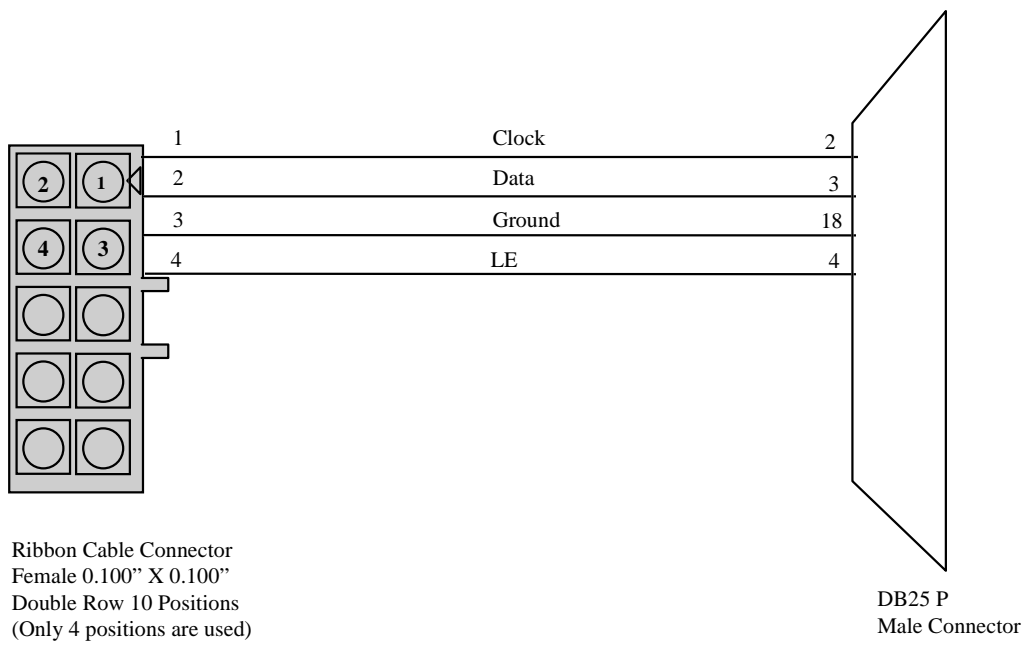 1 Clock 2
2 Data 3
3 Ground 18
4 LE 4
2 1
4 3
Ribbon Cable Connector
Female 0.100” X 0.100”
Double Row 10 Positions
(Only 4 positions are used)
DB25 P
Male Connector